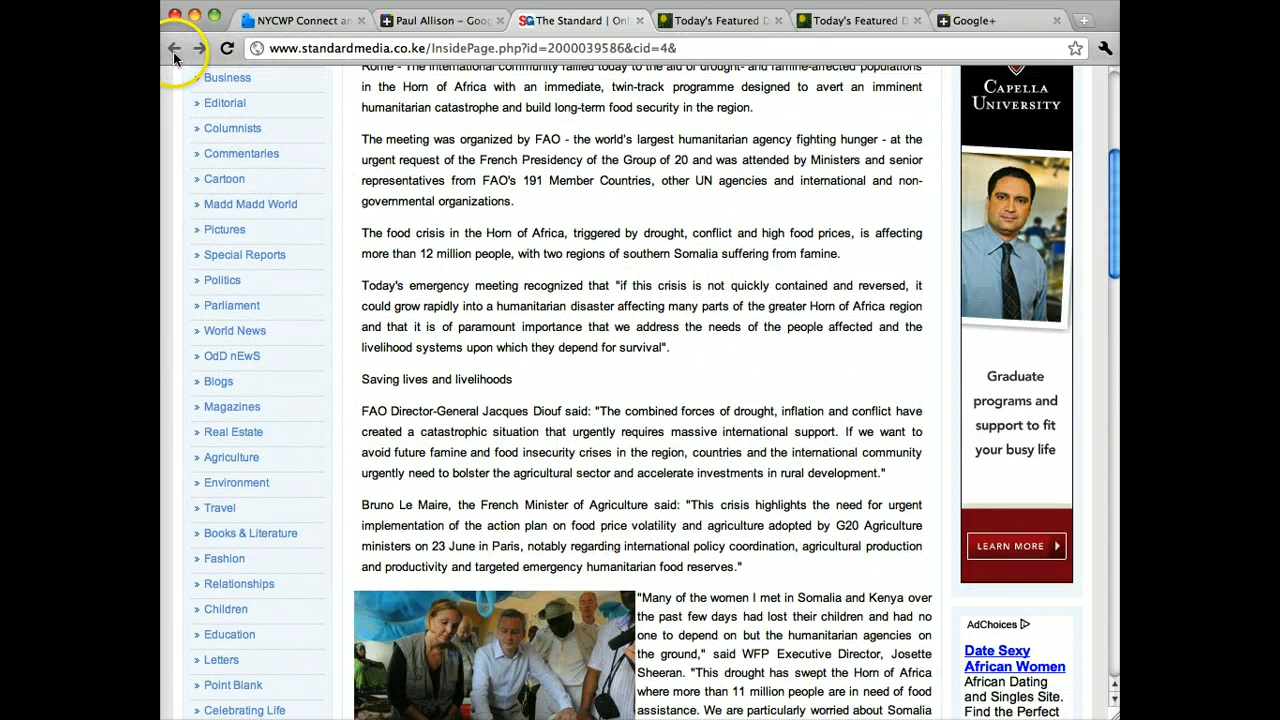 NYCWP Connect an
Paul Allison – Goog
SG The Standard | Onl
Today's Featured D
Today's Featured D
Google+
www.standardmedia.co.ke/InsidePage.php?id=2000039586&cid=4&
» Business
» Editorial
» Columnists
» Commentaries
» Cartoon
» Madd Madd World
» Pictures
» Special Reports
» Politics
» Parliament
» World News
» OdD nEwS
» Blogs
» Magazines
» Real Estate
» Agriculture
» Environment
» Travel
» Books & Literature
» Fashion
» Relationships
» Children
» Education
» Letters
» Point Blank
» Celebrating Life
Rome - The international community rallied today to the aid of drought- and famine-affected populations
in the Horn of Africa with an immediate, twin-track programme designed to avert an imminent
humanitarian catastrophe and build long-term food security in the region.
The meeting was organized by FAO - the world's largest humanitarian agency fighting hunger - at the
urgent request of the French Presidency of the Group of 20 and was attended by Ministers and senior
representatives from FAO's 191 Member Countries, other UN agencies and international and non-
governmental organizations.
The food crisis in the Horn of Africa, triggered by drought, conflict and high food prices, is affecting
more than 12 million people, with two regions of southern Somalia suffering from famine.
Today's emergency meeting recognized that "if this crisis is not quickly contained and reversed, it
could grow rapidly into a humanitarian disaster affecting many parts of the greater Horn of Africa region
and that it is of paramount importance that we address the needs of the people affected and the
livelihood systems upon which they depend for survival".
Saving lives and livelihoods
FAO Director-General Jacques Diouf said: "The combined forces of drought, inflation and conflict have
created a catastrophic situation that urgently requires massive international support. If we want to
avoid future famine and food insecurity crises in the region, countries and the international community
urgently need to bolster the agricultural sector and accelerate investments in rural development."
Bruno Le Maire, the French Minister of Agriculture said: "This crisis highlights the need for urgent
implementation of the action plan on food price volatility and agriculture adopted by G20 Agriculture
ministers on 23 June in Paris, notably regarding international policy coordination, agricultural production
and productivity and targeted emergency humanitarian food reserves."
"Many of the women I met in Somalia and Kenya over
the past few days had lost their children and had no
one to depend on but the humanitarian agencies on
the ground," said WFP Executive Director, Josette
Sheeran. "This drought has swept the Horn of Africa
where more than 11 million people are in need of food
assistance. We are particularly worried about Somalia
CAPELLA
UNIVERSITY
Graduate
programs and
support to fit
your busy life
LEARN MORE
AdChoices
Date Sexy
African Women
African Dating
and Singles Site.
Find the Perfect